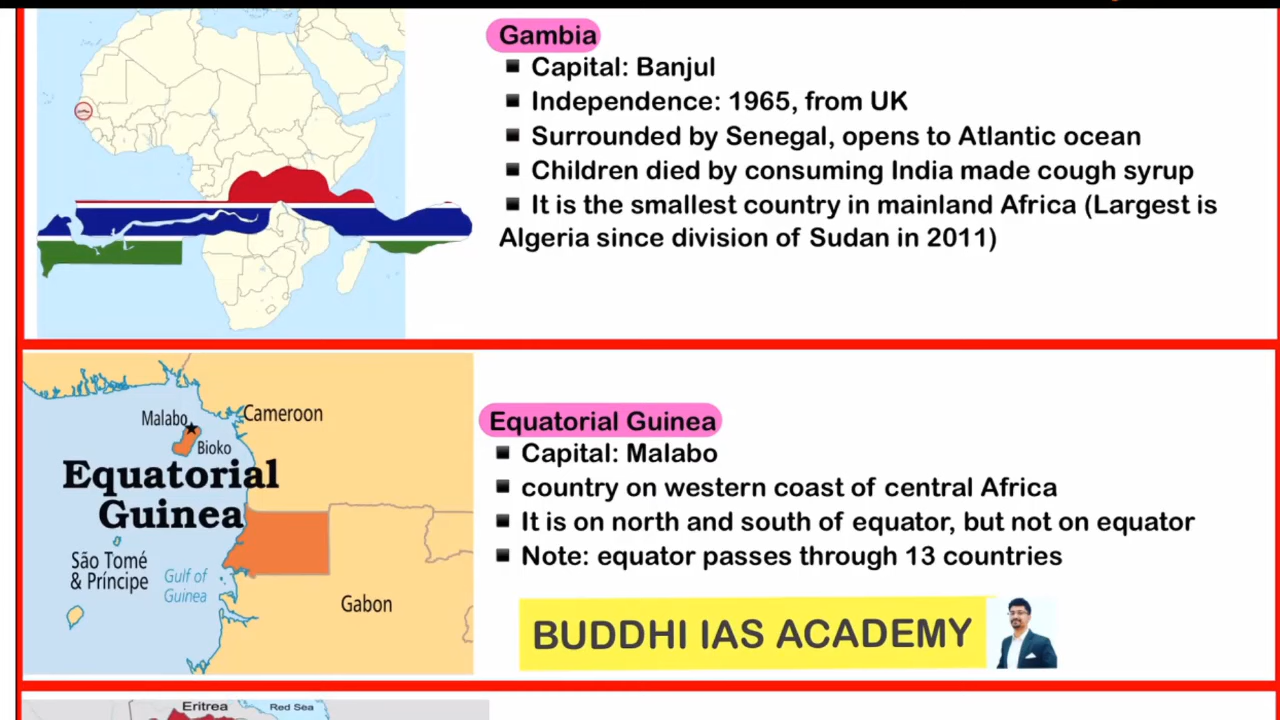 Gambia
▪ Capital: Banjul
▪ Independence: 1965, from UK
▪ Surrounded by Senegal, opens to Atlantic ocean
▪ Children died by consuming India made cough syrup
▪ It is the smallest country in mainland Africa (Largest is
Algeria since division of Sudan in 2011)
Malabo
Cameroon
Bioko
Equatorial
Guinea
São Tomé
& Príncipe
Gulf of
Guinea
Gabon
Equatorial Guinea
▪ Capital: Malabo
▪ country on western coast of central Africa
▪ It is on north and south of equator, but not on equator
▪ Note: equator passes through 13 countries
BUDDHI IAS ACADEMY
Eritrea
Red Sea